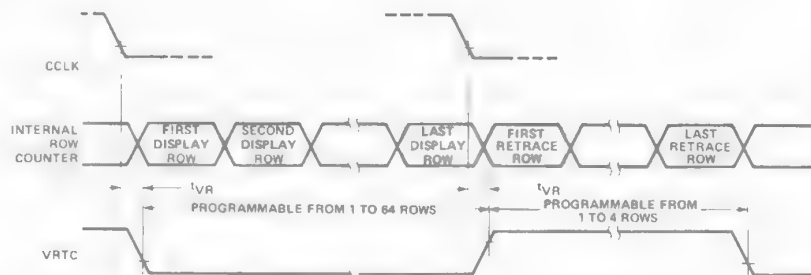 CCLK
INTERNAL
ROW
COUNTER
FIRST
DISPLAY
ROW
SECOND
DISPLAY
ROW
LAST
DISPLAY
ROW
FIRST
RETRACE
ROW
LAST
RETRACE
ROW
tVR
tVR
PROGRAMMABLE FROM 1 TO 64 ROWS
PROGRAMMABLE FROM
1 TO 4 ROWS
VRTC